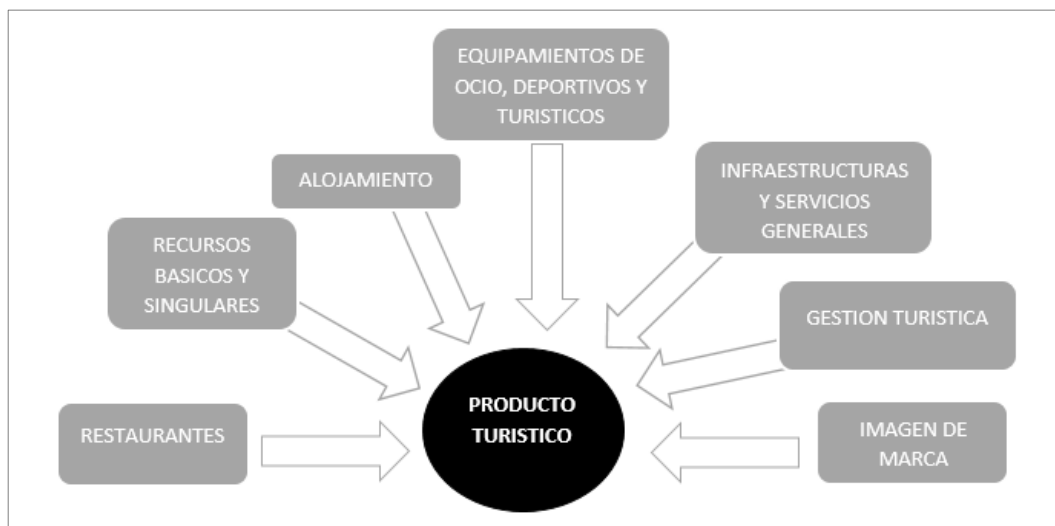 EQUIPAMIENTOS DE
OCIO, DEPORTIVOS Y
TURISTICOS
ALOJAMIENTO
INFRAESTRUCTURAS
Y SERVICIOS
GENERALES
RECURSOS
BASICOS Y
SINGULARES
GESTION TURISTICA
PRODUCTO
TURISTICO
RESTAURANTES
IMAGEN DE
MARCA